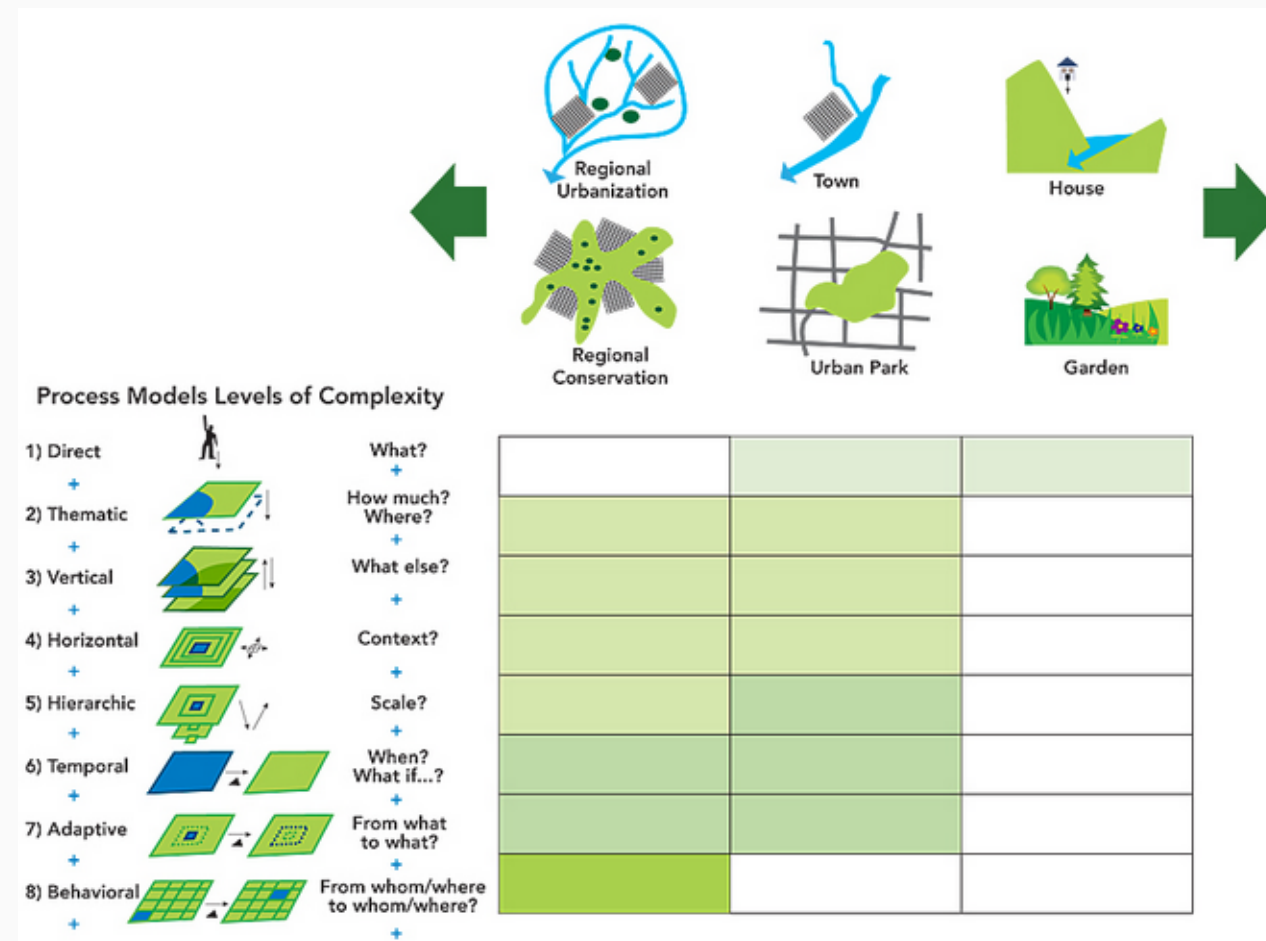 Regional
Urbanization
Town
House
Regional
Conservation
Urban Park
Garden
Process Models Levels of Complexity
1) Direct
What?
+
+
2) Thematic
How much?
Where?
+
+
3) Vertical
What else?
+
+
4) Horizontal
Context?
+
+
5) Hierarchic
Scale?
+
+
6) Temporal
When?
What if...?
+
+
7) Adaptive
From what
to what?
+
+
8) Behavioral
From whom/where
to whom/where?
+
+